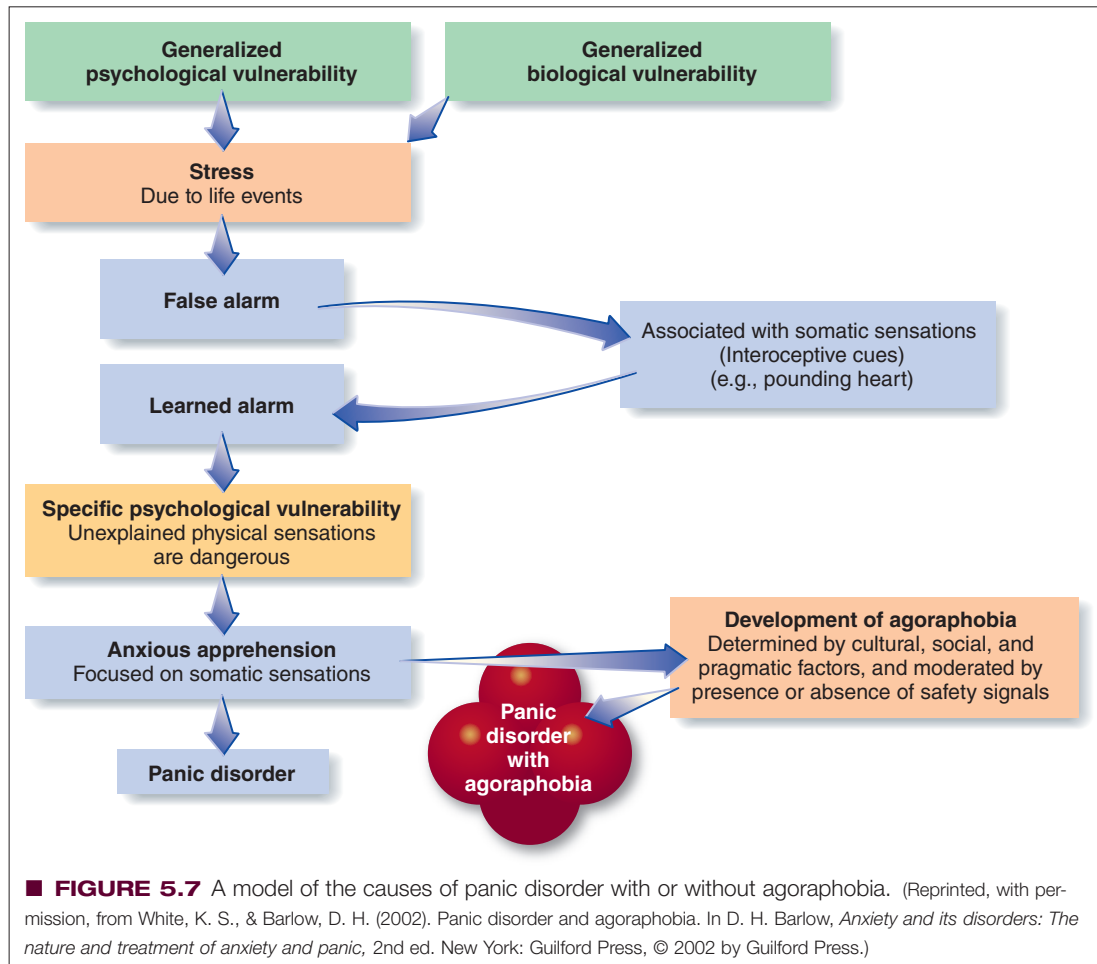 Generalized
psychological vulnerability
Generalized
biological vulnerability
Stress
Due to life events
False alarm
Associated with somatic sensations
(Interoceptive cues)
(e.g., pounding heart)
Learned alarm
Specific psychological vulnerability
Unexplained physical sensations
are dangerous
Anxious apprehension
Focused on somatic sensations
Development of agoraphobia
Determined by cultural, social, and
pragmatic factors, and moderated by
presence or absence of safety signals
Panic
disorder
with
agoraphobia
Panic disorder
■ FIGURE 5.7 A model of the causes of panic disorder with or without agoraphobia. (Reprinted, with per-
mission, from White, K. S., & Barlow, D. H. (2002). Panic disorder and agoraphobia. In D. H. Barlow, Anxiety and its disorders: The
nature and treatment of anxiety and panic, 2nd ed. New York: Guilford Press, © 2002 by Guilford Press.)